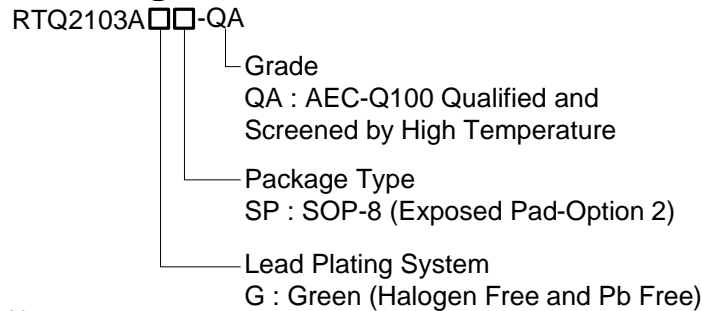 RTQ2103A□□-QA
Grade
QA : AEC-Q100 Qualified and
Screened by High Temperature
Package Type
SP : SOP-8 (Exposed Pad-Option 2)
Lead Plating System
G : Green (Halogen Free and Pb Free)